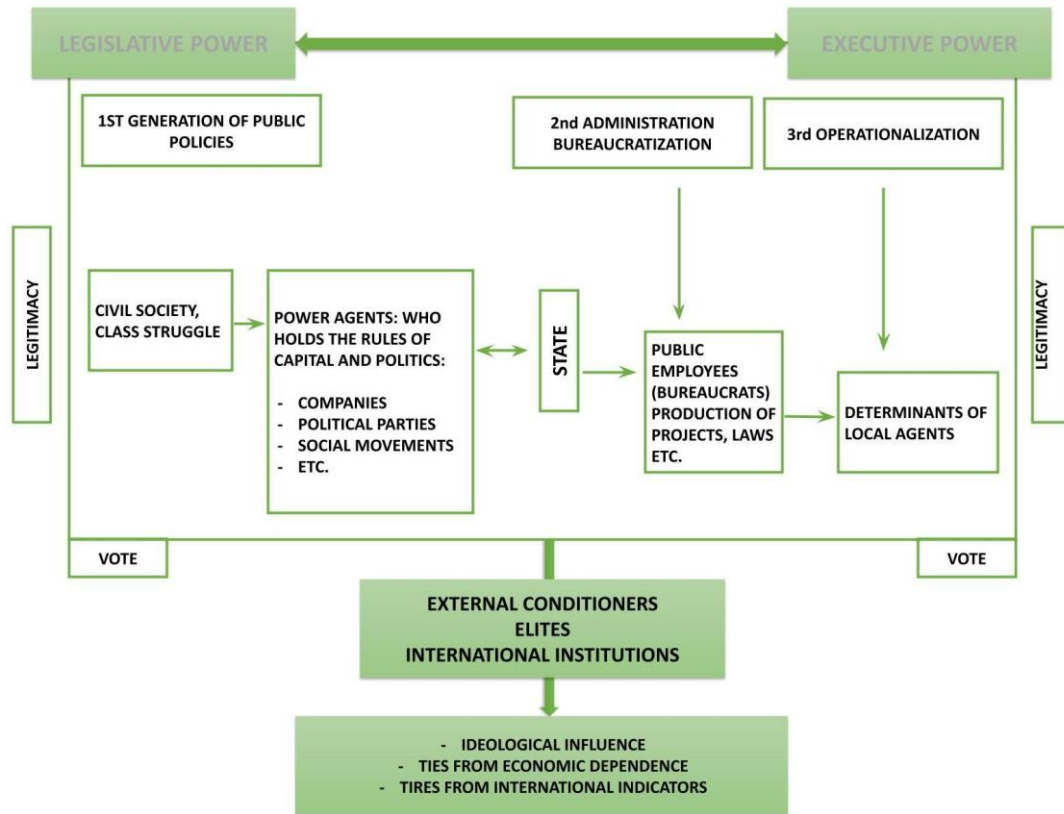 LEGISLATIVE POWER
EXECUTIVE POWER
1ST GENERATION OF PUBLIC
POLICIES
2nd ADMINISTRATION
BUREAUCRATIZATION
3rd OPERATIONALIZATION
LEGITIMACY
CIVIL SOCIETY,
CLASS STRUGGLE
POWER AGENTS: WHO
HOLDS THE RULES OF
CAPITAL AND POLITICS:
- COMPANIES
- POLITICAL PARTIES
- SOCIAL MOVEMENTS
- ETC.
STATE
PUBLIC
EMPLOYEES
(BUREAUCRATS)
PRODUCTION OF
PROJECTS, LAWS
ETC.
DETERMINANTS OF
LOCAL AGENTS
LEGITIMACY
VOTE
VOTE
EXTERNAL CONDITIONERS
ELITES
INTERNATIONAL INSTITUTIONS
- IDEOLOGICAL INFLUENCE
- TIES FROM ECONOMIC DEPENDENCE
- TIRES FROM INTERNATIONAL INDICATORS